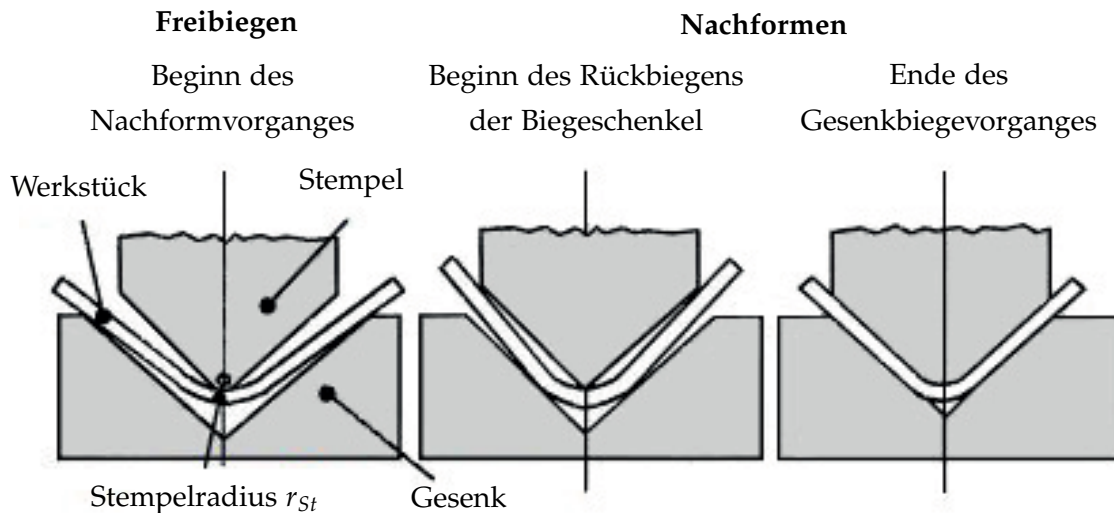 Freibiegen
Nachformen
Beginn des
Nachformvorganges
Beginn des Rückbiegens
der Biegeschenkel
Ende des
Gesenkbiegevorganges
Werkstück
Stempel
Stempelradius r_St
Gesenk